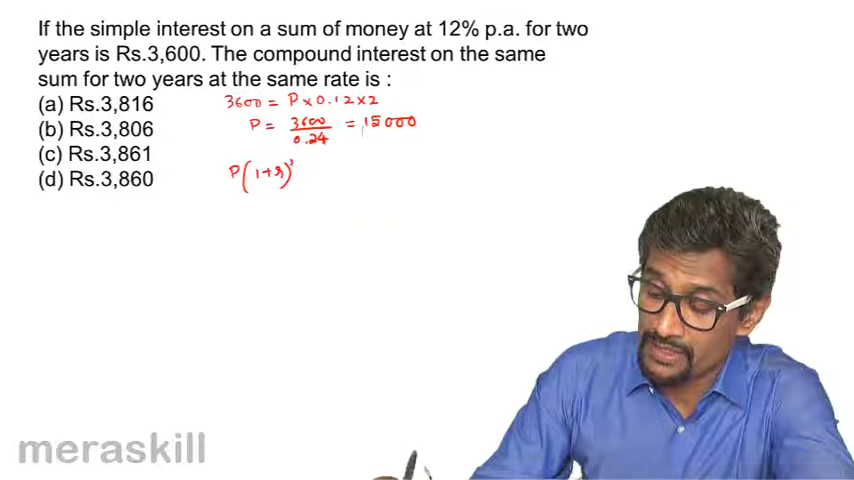 If the simple interest on a sum of money at 12% p.a. for two
years is Rs.3,600. The compound interest on the same
sum for two years at the same rate is :
(a) Rs.3,816
(b) Rs.3,806
(c) Rs.3,861
(d) Rs.3,860
3600 = P x 0.12 x 2
P = 3600/0.24 = 15000
P(1+r)
meraskill